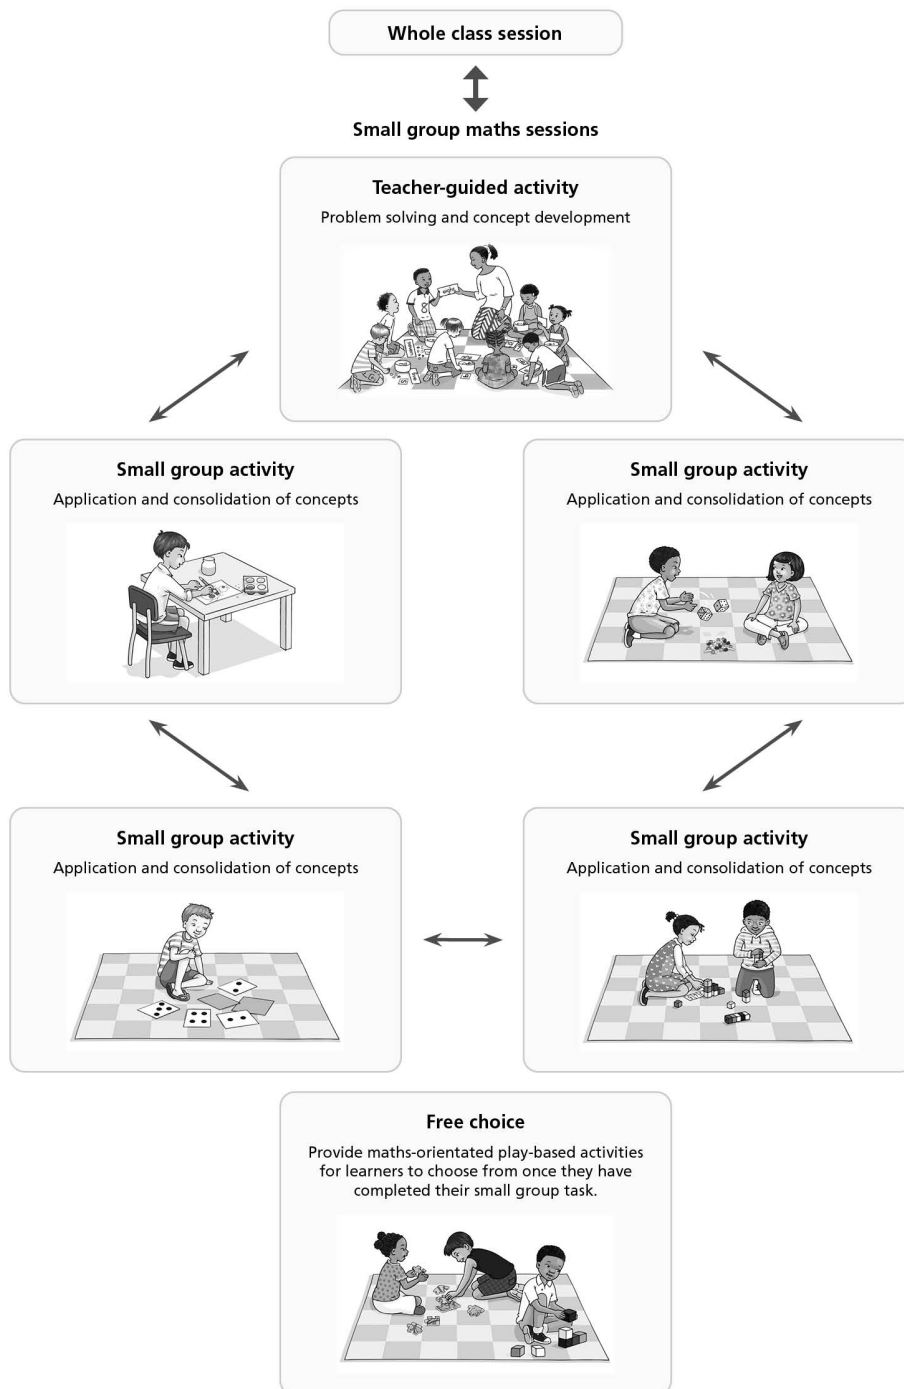 Whole class session
Small group maths sessions
Teacher-guided activity
Problem solving and concept development
Small group activity
Application and consolidation of concepts
Small group activity
Application and consolidation of concepts
Small group activity
Application and consolidation of concepts
Small group activity
Application and consolidation of concepts
Free choice
Provide maths-orientated play-based activities
for learners to choose from once they have
completed their small group task.